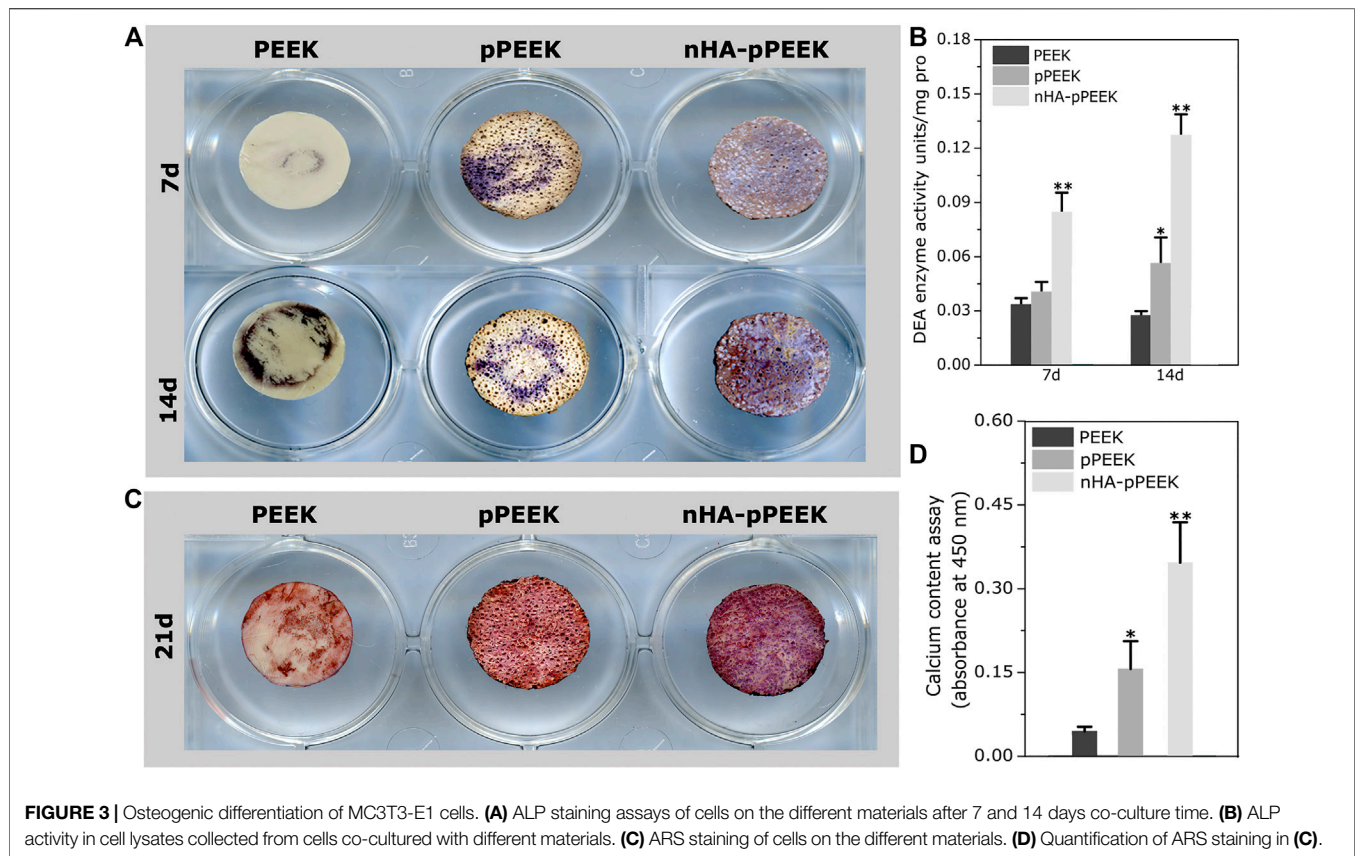 A
PEEK
pPEEK
nHA-pPEEK
7d
14d
B
DEA enzyme activity units/mg pro
0.18
0.15
0.12
0.09
0.06
0.03
0.00
PEEK
pPEEK
nHA-pPEEK
**
*
**
7d
14d
C
PEEK
pPEEK
nHA-pPEEK
21d
D
Calcium content assay
(absorbance at 450 nm)
0.60
0.45
0.30
0.15
0.00
PEEK
pPEEK
nHA-pPEEK
*
**
FIGURE 3 | Osteogenic differentiation of MC3T3-E1 cells. (A) ALP staining assays of cells on the different materials after 7 and 14 days co-culture time. (B) ALP
activity in cell lysates collected from cells co-cultured with different materials. (C) ARS staining of cells on the different materials. (D) Quantification of ARS staining in (C).